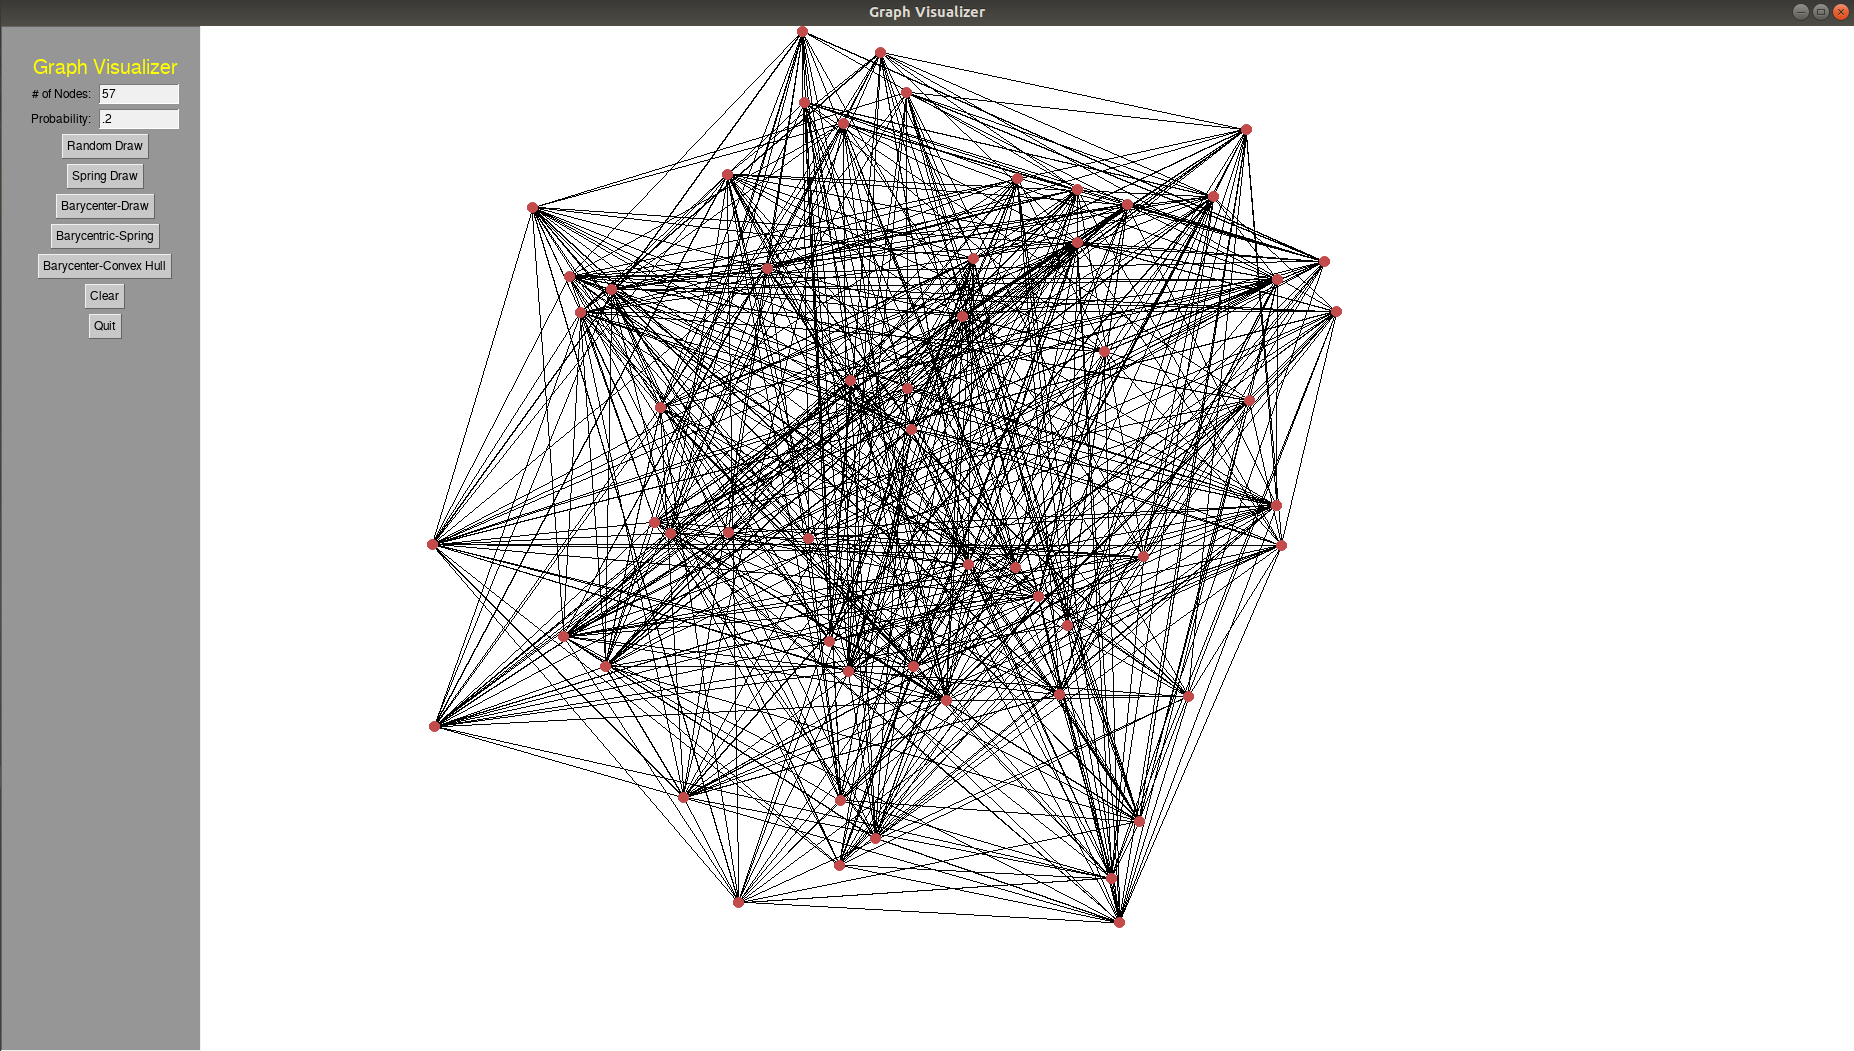 Graph Visualizer
Graph Visualizer
# of Nodes: 57
Probability: .2
Random Draw
Spring Draw
Barycenter-Draw
Barycentric-Spring
Barycenter-Convex Hull
Clear
Quit